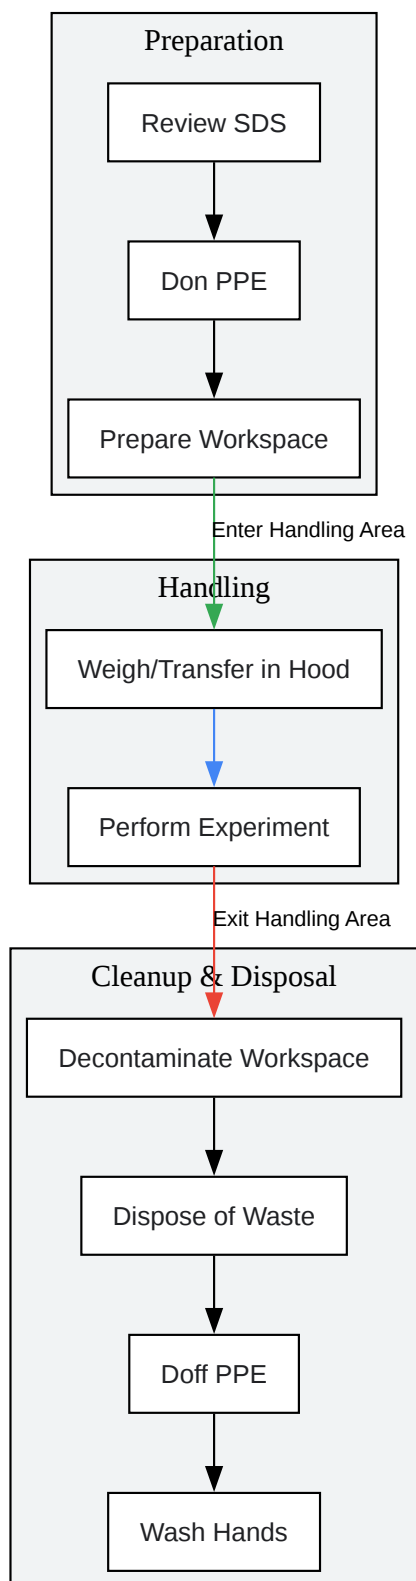 Preparation
Review SDS
Don PPE
Prepare Workspace
Enter Handling Area
Handling
Weigh/Transfer in Hood
Perform Experiment
Exit Handling Area
Cleanup & Disposal
Decontaminate Workspace
Dispose of Waste
Doff PPE
Wash Hands